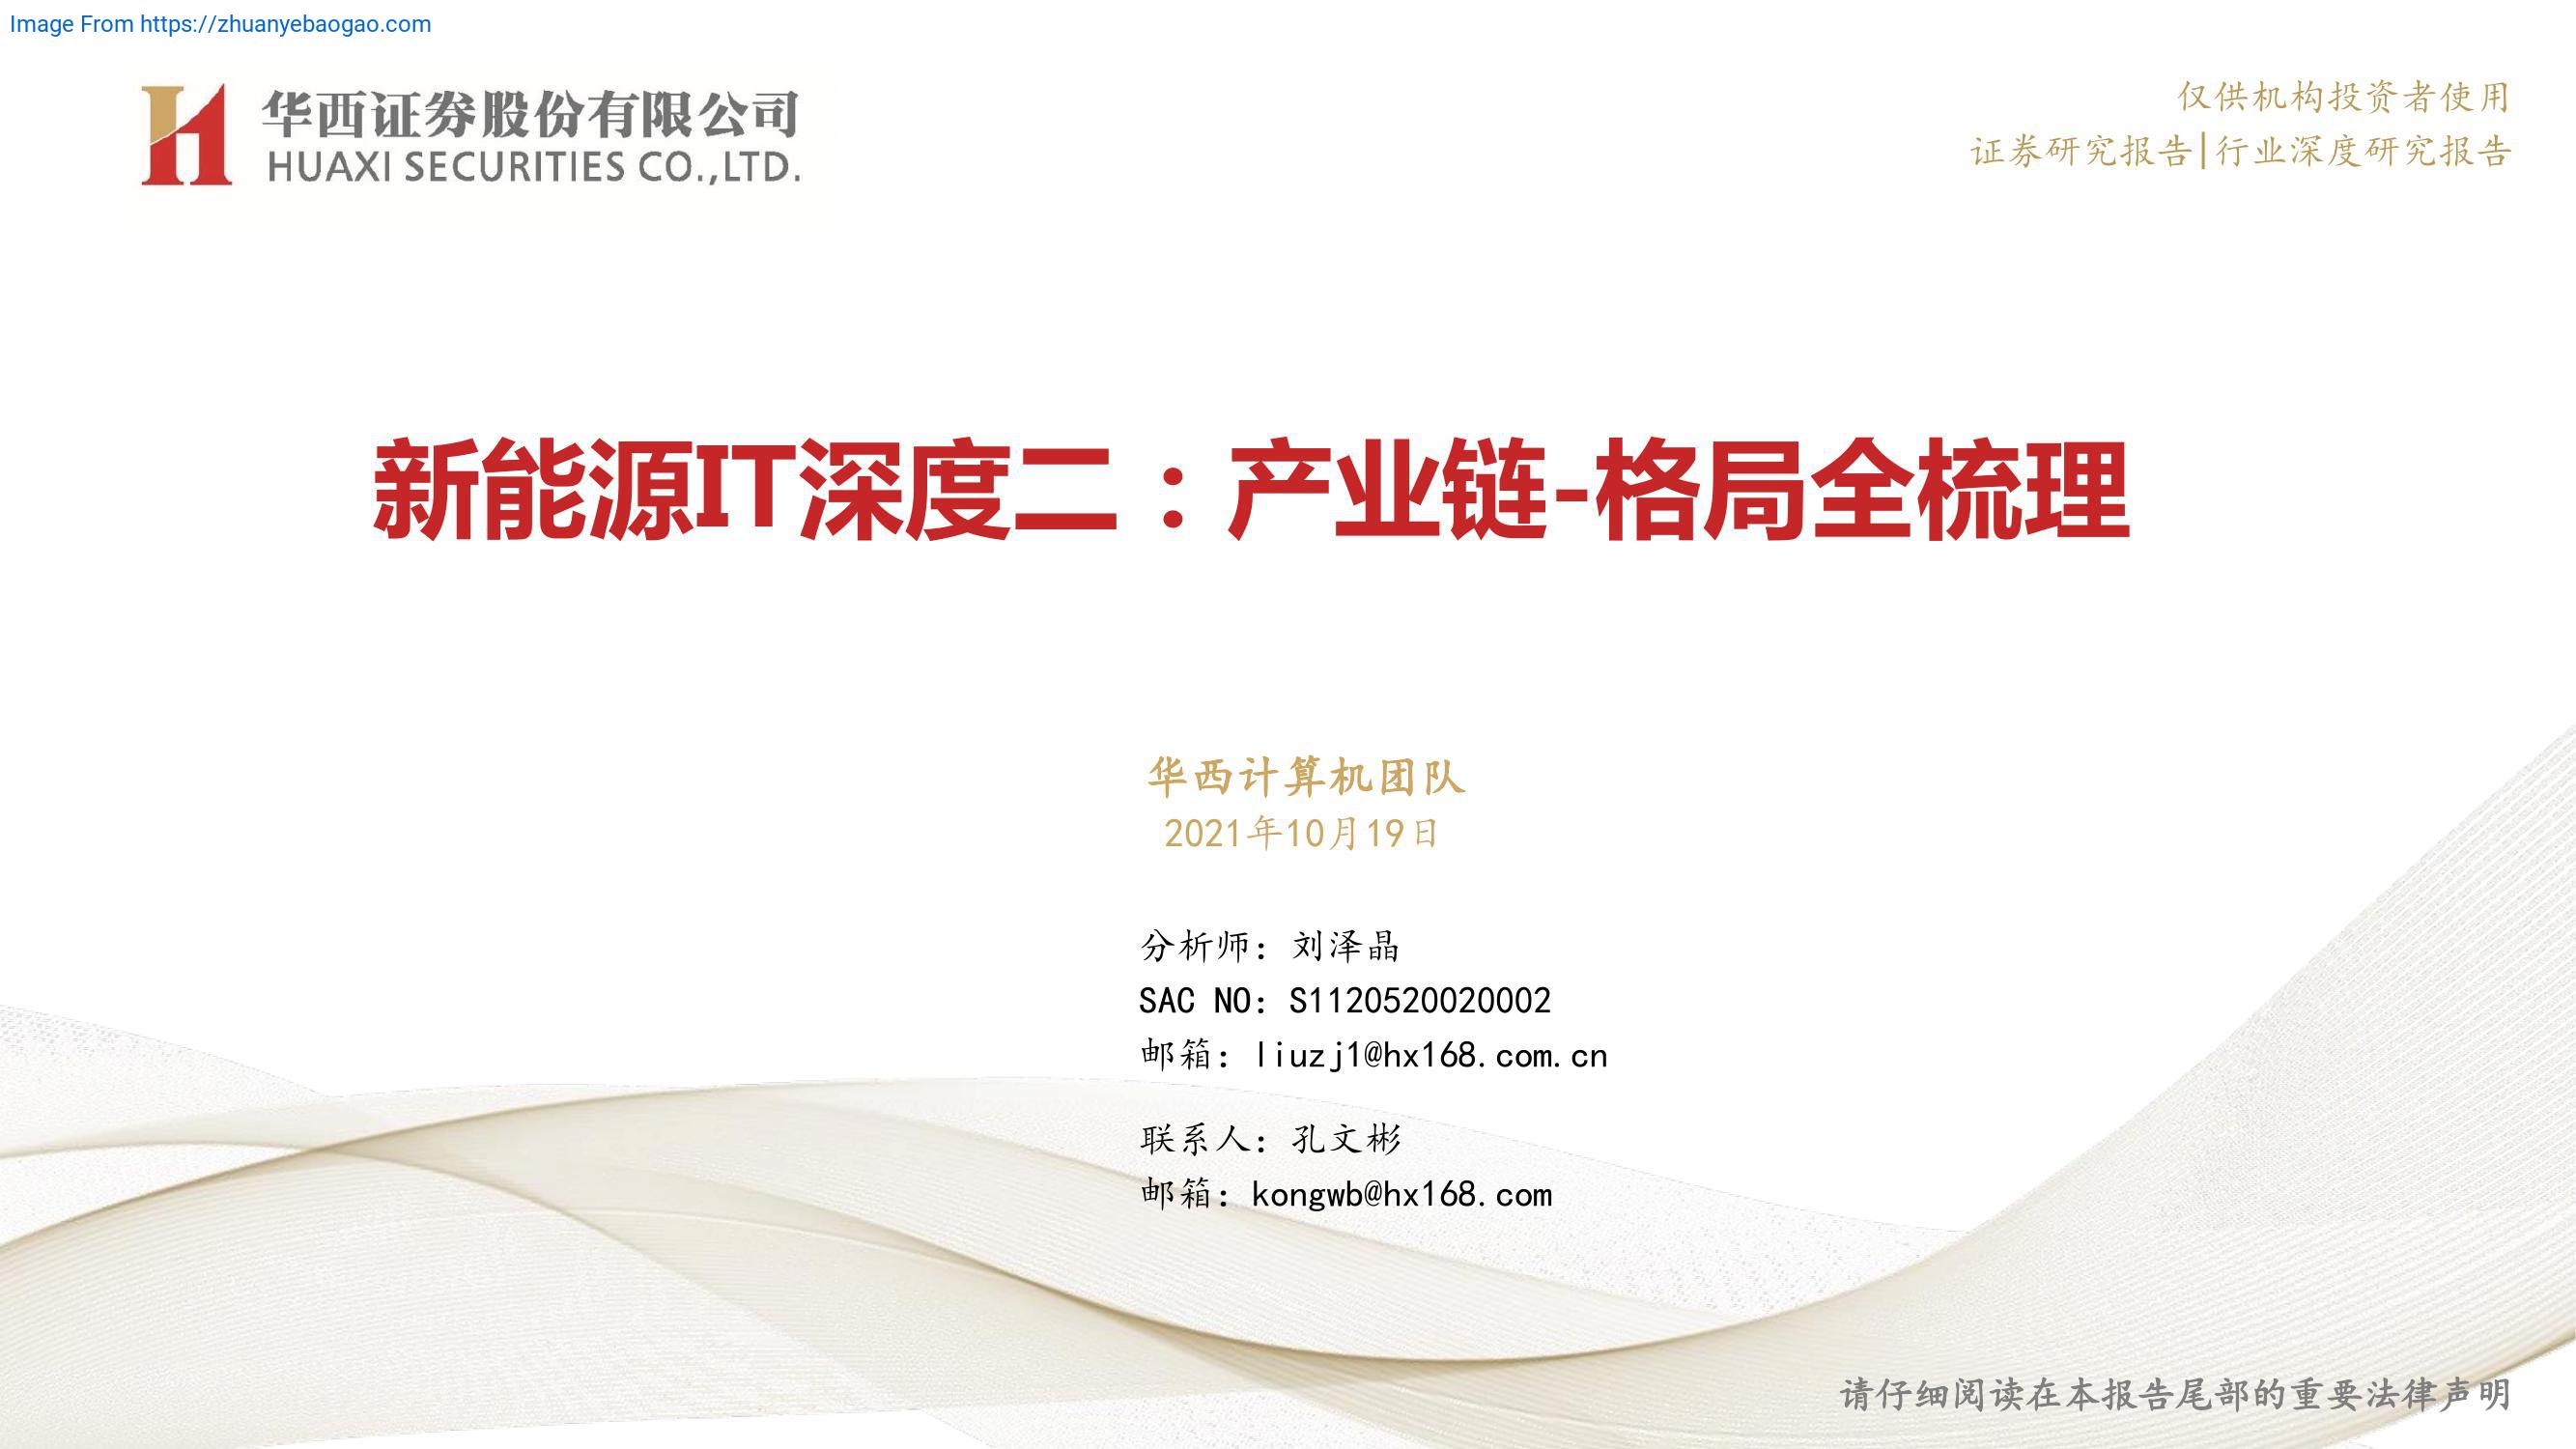 Image From https://zhuanyebaogao.com
华西证券股份有限公司
HUAXI SECURITIES CO.,LTD.
仅供机构投资者使用
证券研究报告|行业深度研究报告
新能源IT深度二：产业链-格局全梳理
华西计算机团队
2021年10月19日
分析师：刘泽晶
SAC NO：S1120520020002
邮箱：liuzj1@hx168.com.cn
联系人：孔文彬
邮箱：kongwb@hx168.com
请仔细阅读在本报告尾部的重要法律声明